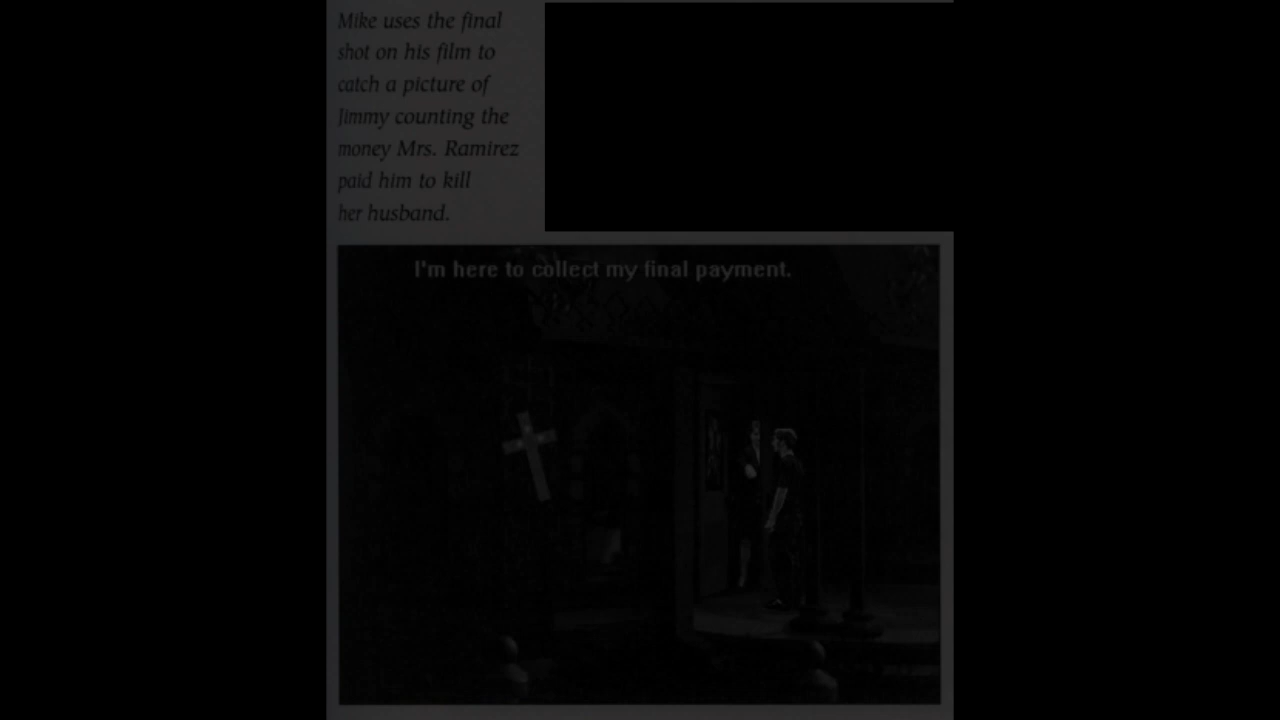 Mike uses the final
shot on his film to
catch a picture of
Jimmy counting the
money Mrs. Ramirez
paid him to kill
her husband.
I'm here to collect my final payment.